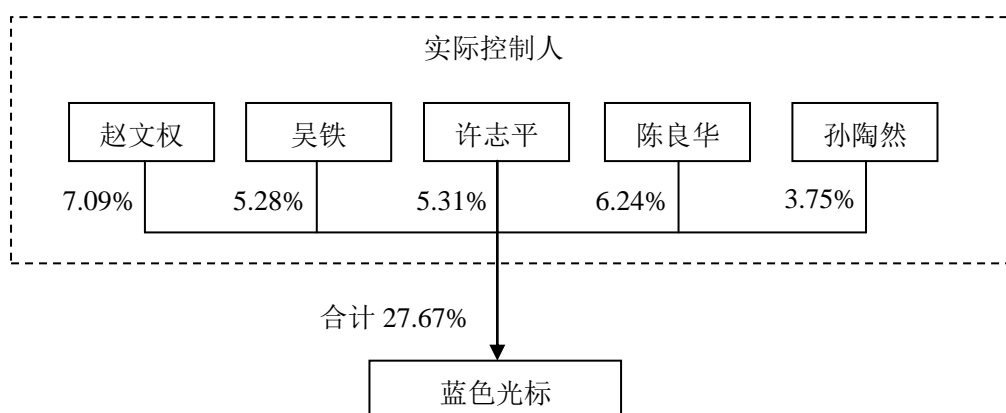 实际控制人
赵文权 吴铁 许志平 陈良华 孙陶然
7.09% 5.28% 5.31% 6.24% 3.75%
合计 27.67%
蓝色光标